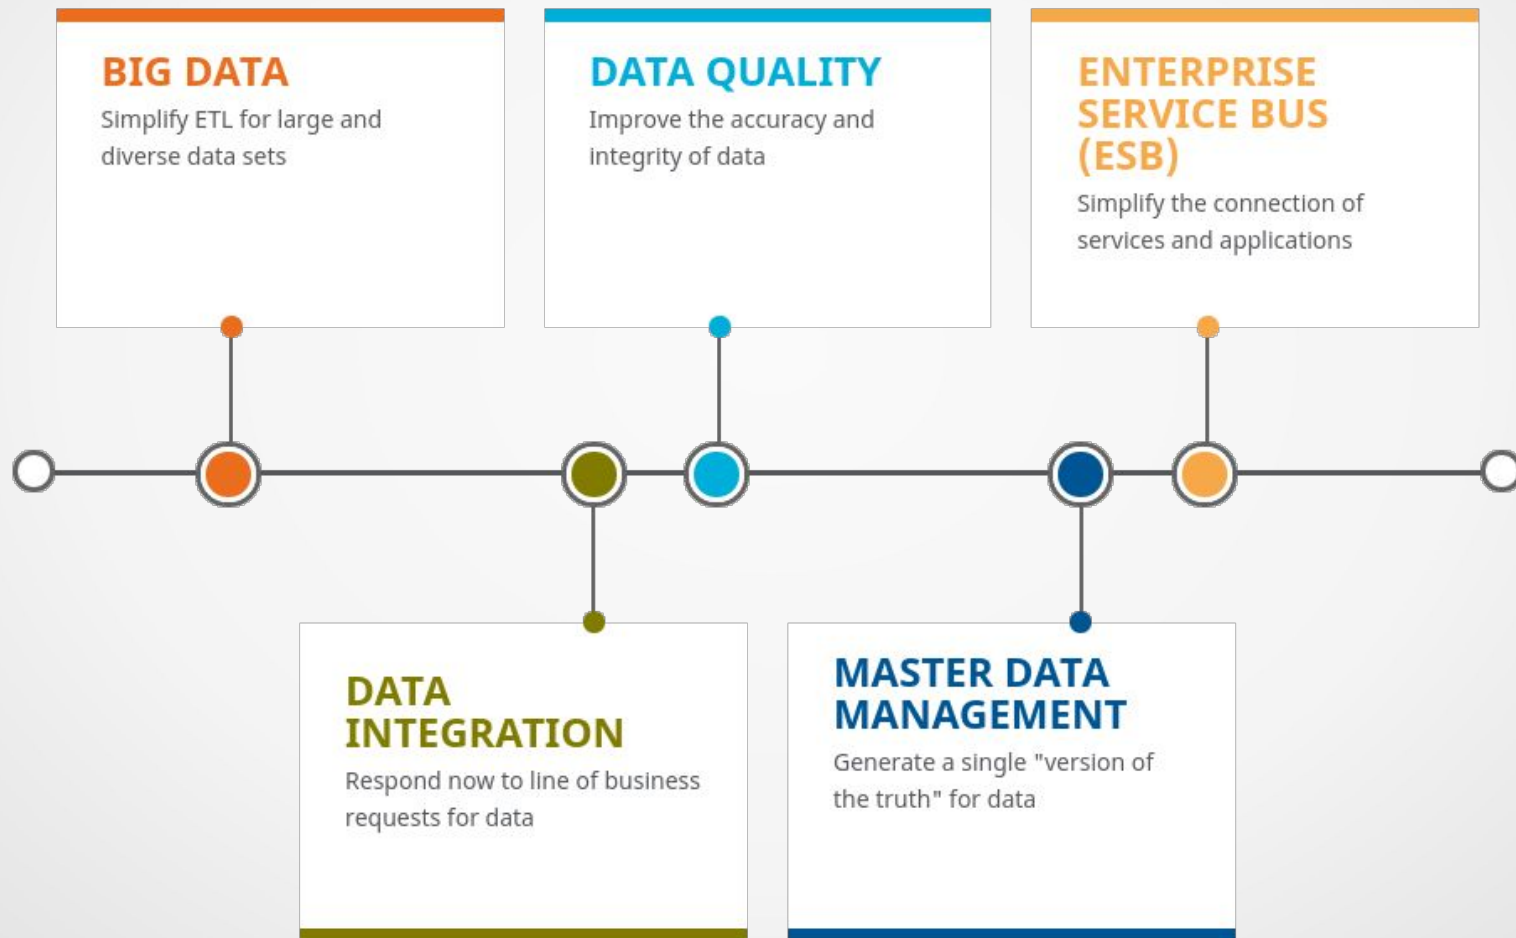 BIG DATA
Simplify ETL for large and
diverse data sets
DATA QUALITY
Improve the accuracy and
integrity of data
ENTERPRISE
SERVICE BUS
(ESB)
Simplify the connection of
services and applications
DATA
INTEGRATION
Respond now to line of business
requests for data
MASTER DATA
MANAGEMENT
Generate a single "version of
the truth" for data